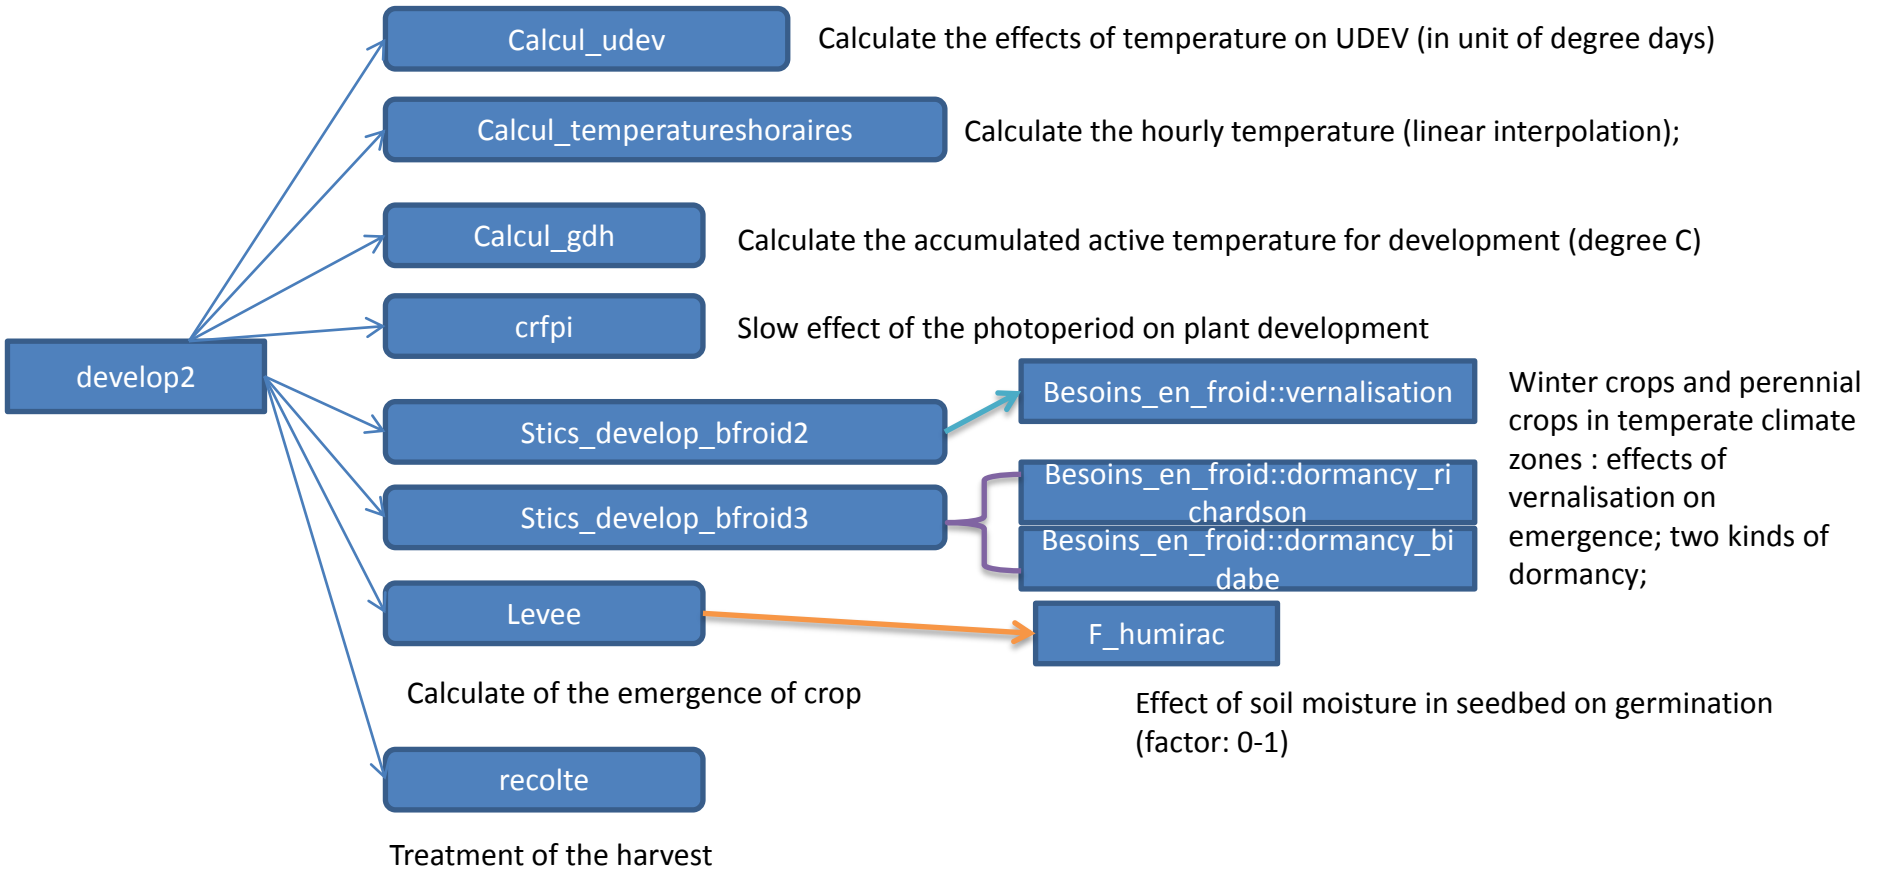 Calcul_udev
Calculate the effects of temperature on UDEV (in unit of degree days)
Calcul_temperatureshoraires
Calculate the hourly temperature (linear interpolation);
Calcul_gdh
Calculate the accumulated active temperature for development (degree C)
crfpi
Slow effect of the photoperiod on plant development
develop2
Stics_develop_bfroid2
Besoins_en_froid::vernalisation
Stics_develop_bfroid3
Besoins_en_froid::dormancy_ri
chardson
Besoins_en_froid::dormancy_bi
dabe
Winter crops and perennial
crops in temperate climate
zones : effects of
vernalisation on
emergence; two kinds of
dormancy;
Levee
F_humirac
Calculate of the emergence of crop
Effect of soil moisture in seedbed on germination
(factor: 0-1)
recolte
Treatment of the harvest